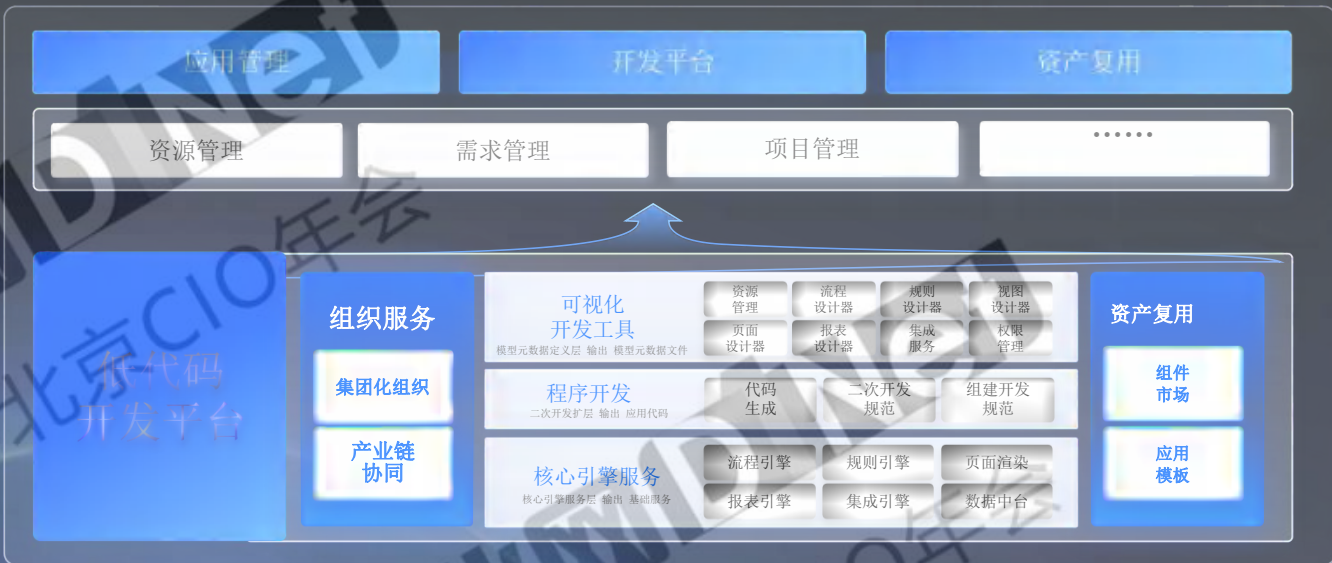 应用管理
开发平台
资产复用
资源管理
需求管理
项目管理
······
低代码
开发平台
组织服务
集团化组织
产业链
协同
可视化
开发工具
模型元数据定义层 输出 模型元数据文件
资源
管理
流程
设计器
规则
设计器
视图
设计器
页面
设计器
报表
设计器
集成
服务
权限
管理
程序开发
二次开发扩层 输出 应用代码
代码
生成
二次开发
规范
组建开发
规范
核心引擎服务
核心引擎服务层 输出 基础服务
流程引擎
规则引擎
页面渲染
报表引擎
集成引擎
数据中台
资产复用
组件
市场
应用
模板
北京CIO年会